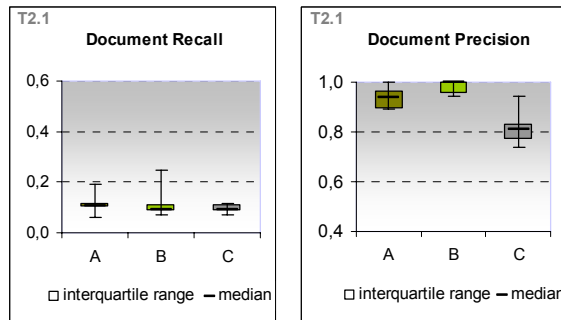 T2.1
Document Recall
0,6
0,4
0,2
0,0
A B C
□ interquartile range – median
T2.1
Document Precision
1,0
0,8
0,6
0,4
A B C
□ interquartile range – median